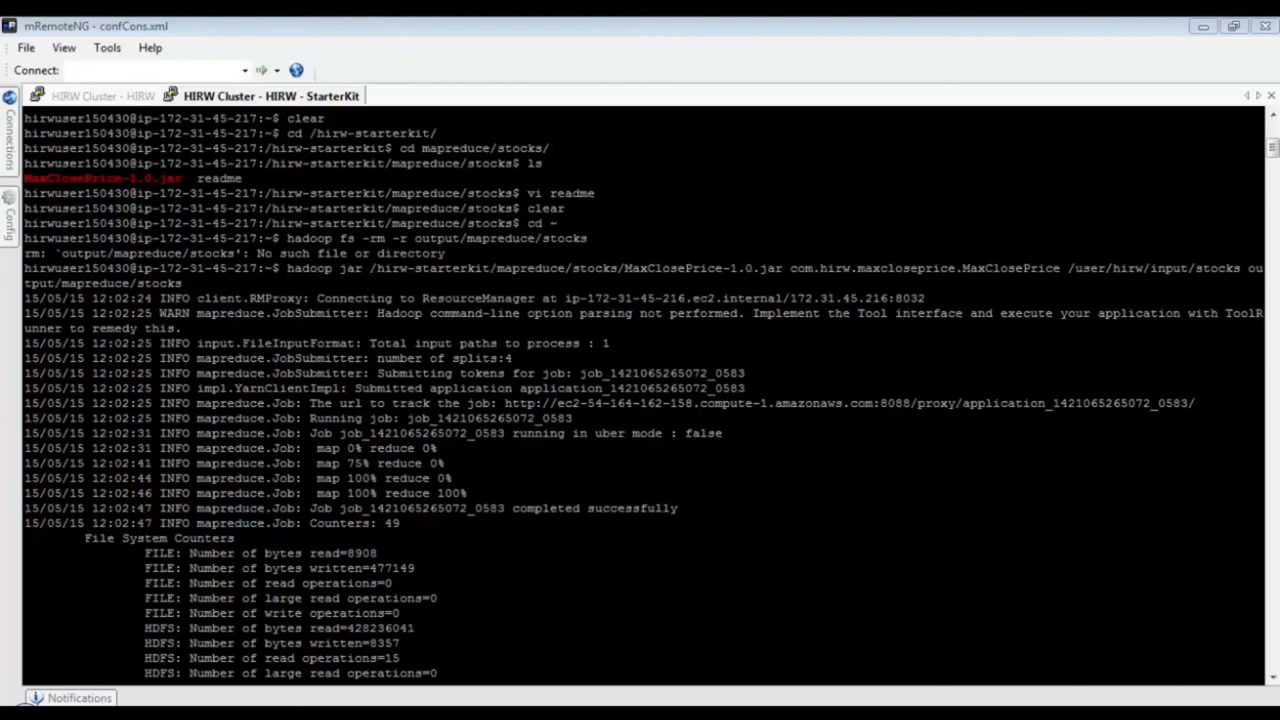 mRemoteNG - confCons.xml
File View Tools Help
Connect:
HIRW Cluster - HIRW HIRW Cluster - HIRW - StarterKit
Connections
Config
hirwuser150430@ip-172-31-45-217:~$ clear
hirwuser150430@ip-172-31-45-217:~$ cd /hirw-starterkit/
hirwuser150430@ip-172-31-45-217:/hirw-starterkit$ cd mapreduce/stocks/
hirwuser150430@ip-172-31-45-217:/hirw-starterkit/mapreduce/stocks$ ls
MaxClosePrice-1.0.jar readme
hirwuser150430@ip-172-31-45-217:/hirw-starterkit/mapreduce/stocks$ vi readme
hirwuser150430@ip-172-31-45-217:/hirw-starterkit/mapreduce/stocks$ clear
hirwuser150430@ip-172-31-45-217:/hirw-starterkit/mapreduce/stocks$ cd ~
hirwuser150430@ip-172-31-45-217:~$ hadoop fs -rm -r output/mapreduce/stocks
rm: `output/mapreduce/stocks': No such file or directory
hirwuser150430@ip-172-31-45-217:~$ hadoop jar /hirw-starterkit/mapreduce/stocks/MaxClosePrice-1.0.jar com.hirw.maxcloseprice.MaxClosePrice /user/hirw/input/stocks ou
tput/mapreduce/stocks
15/05/15 12:02:24 INFO client.RMProxy: Connecting to ResourceManager at ip-172-31-45-216.ec2.internal/172.31.45.216:8032
15/05/15 12:02:25 WARN mapreduce.JobSubmitter: Hadoop command-line option parsing not performed. Implement the Tool interface and execute your application with ToolR
unner to remedy this.
15/05/15 12:02:25 INFO input.FileInputFormat: Total input paths to process : 1
15/05/15 12:02:25 INFO mapreduce.JobSubmitter: number of splits:4
15/05/15 12:02:25 INFO mapreduce.JobSubmitter: Submitting tokens for job: job_1421065265072_0583
15/05/15 12:02:25 INFO impl.YarnClientImpl: Submitted application application_1421065265072_0583
15/05/15 12:02:25 INFO mapreduce.Job: The url to track the job: http://ec2-54-164-162-158.compute-1.amazonaws.com:8088/proxy/application_1421065265072_0583/
15/05/15 12:02:25 INFO mapreduce.Job: Running job: job_1421065265072_0583
15/05/15 12:02:31 INFO mapreduce.Job: Job job_1421065265072_0583 running in uber mode : false
15/05/15 12:02:31 INFO mapreduce.Job:  map 0% reduce 0%
15/05/15 12:02:41 INFO mapreduce.Job:  map 75% reduce 0%
15/05/15 12:02:44 INFO mapreduce.Job:  map 100% reduce 0%
15/05/15 12:02:46 INFO mapreduce.Job:  map 100% reduce 100%
15/05/15 12:02:47 INFO mapreduce.Job: Job job_1421065265072_0583 completed successfully
15/05/15 12:02:47 INFO mapreduce.Job: Counters: 49
File System Counters
FILE: Number of bytes read=8908
FILE: Number of bytes written=477149
FILE: Number of read operations=0
FILE: Number of large read operations=0
FILE: Number of write operations=0
HDFS: Number of bytes read=428236041
HDFS: Number of bytes written=8357
HDFS: Number of read operations=15
HDFS: Number of large read operations=0
Notifications